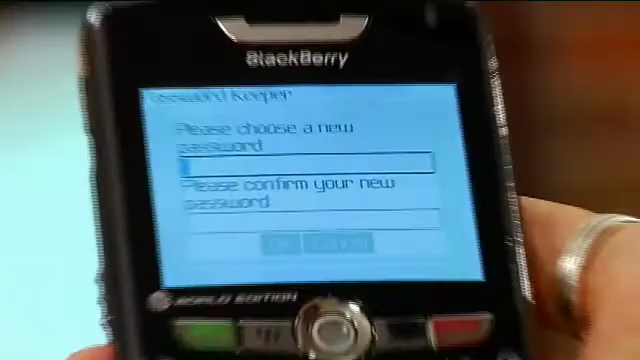 BlackBerry
Password Keeper
Please choose a new
password
Please confirm your new
password
OK Cancel
WORLD EDITION